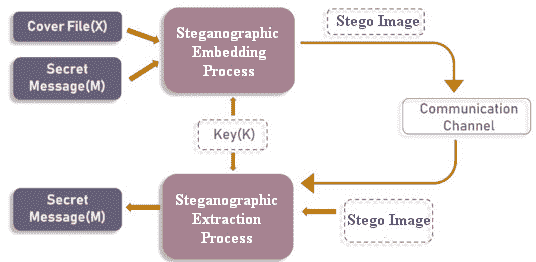 Cover File(X)
Steganographic
Embedding
Process
Stego Image
Secret
Message(M)
Communication
Channel
Key(K)
Secret
Message(M)
Steganographic
Extraction
Process
Stego Image